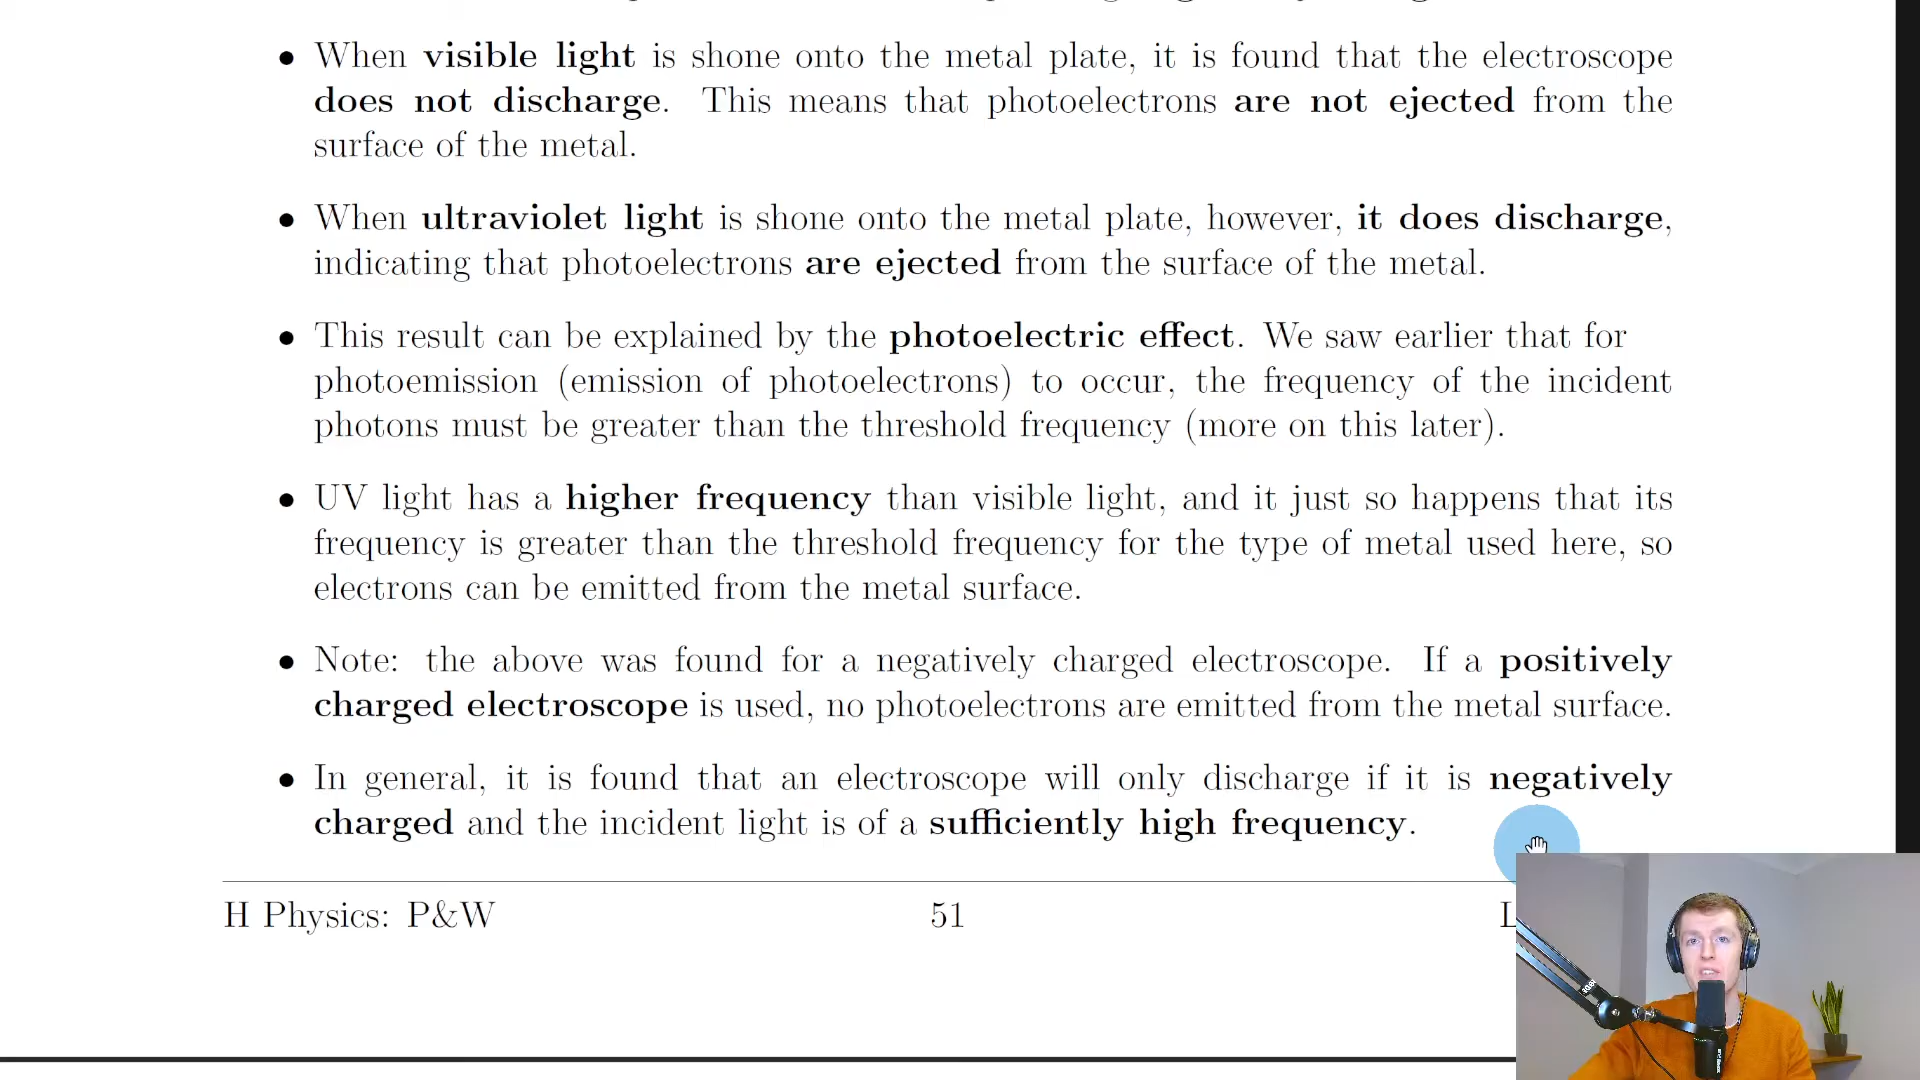 • When visible light is shone onto the metal plate, it is found that the electroscope
does not discharge. This means that photoelectrons are not ejected from the
surface of the metal.
• When ultraviolet light is shone onto the metal plate, however, it does discharge,
indicating that photoelectrons are ejected from the surface of the metal.
• This result can be explained by the photoelectric effect. We saw earlier that for
photoemission (emission of photoelectrons) to occur, the frequency of the incident
photons must be greater than the threshold frequency (more on this later).
• UV light has a higher frequency than visible light, and it just so happens that its
frequency is greater than the threshold frequency for the type of metal used here, so
electrons can be emitted from the metal surface.
• Note: the above was found for a negatively charged electroscope. If a positively
charged electroscope is used, no photoelectrons are emitted from the metal surface.
• In general, it is found that an electroscope will only discharge if it is negatively
charged and the incident light is of a sufficiently high frequency.
H Physics: P&W 51